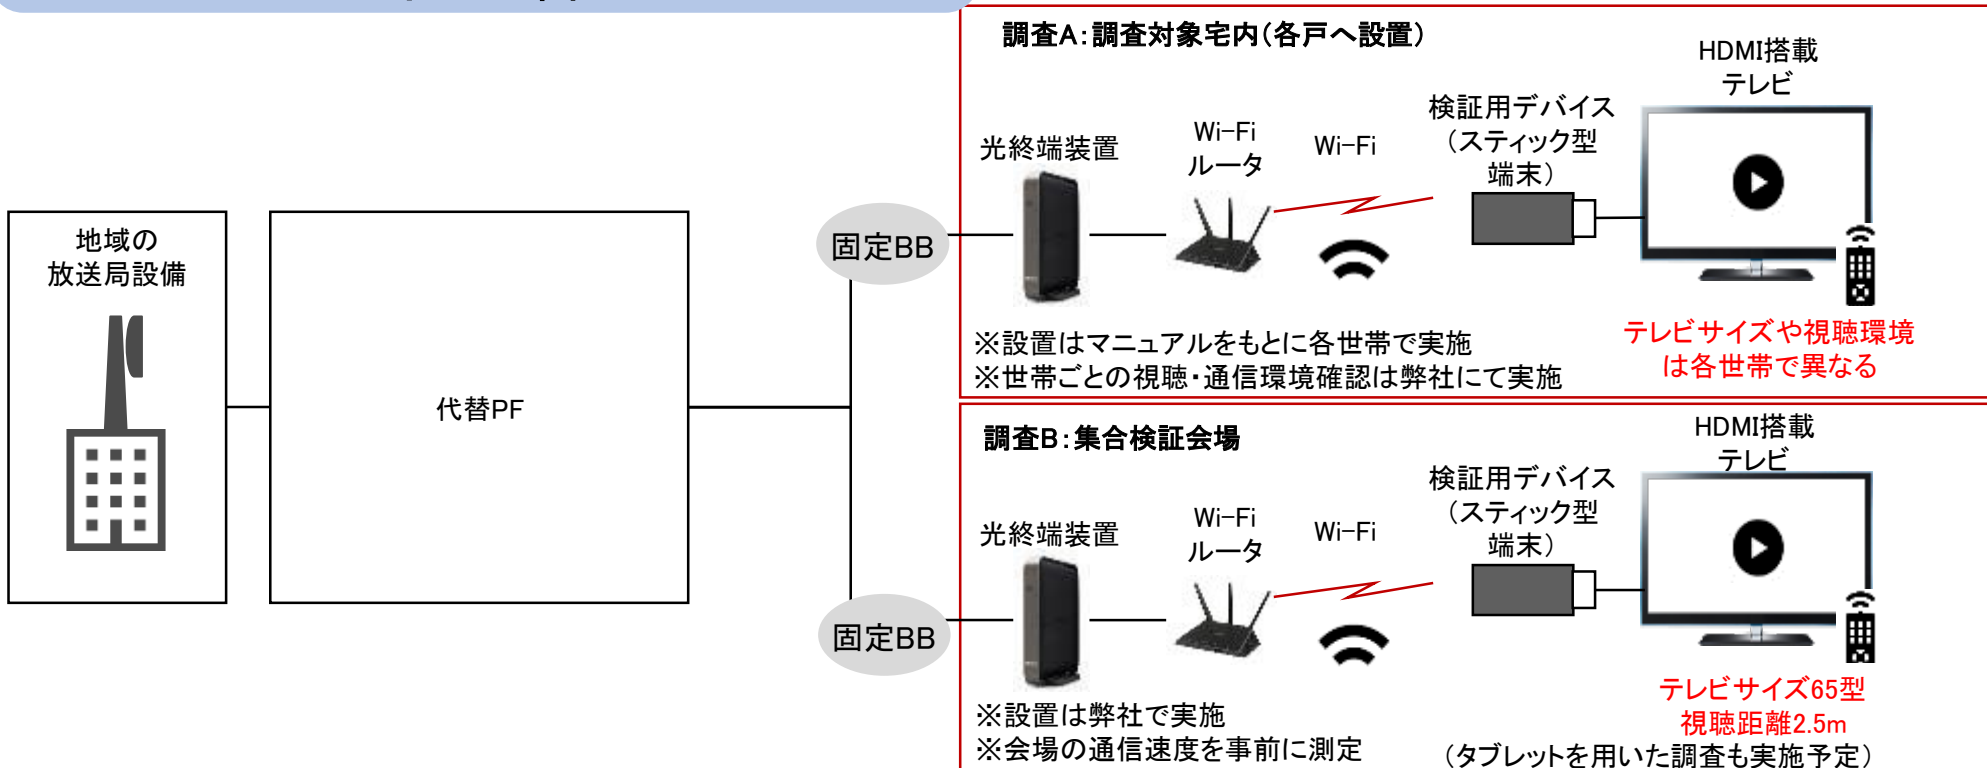 地域の
放送局設備
代替PF
固定BB
固定BB
調査A:調査対象宅内(各戸へ設置)
光終端装置
Wi-Fi
ルータ
Wi-Fi
検証用デバイス
(スティック型
端末)
HDMI搭載
テレビ
※設置はマニュアルをもとに各世帯で実施
※世帯ごとの視聴・通信環境確認は弊社にて実施
テレビサイズや視聴環境
は各世帯で異なる
調査B:集合検証会場
光終端装置
Wi-Fi
ルータ
Wi-Fi
検証用デバイス
(スティック型
端末)
HDMI搭載
テレビ
※設置は弊社で実施
※会場の通信速度を事前に測定
テレビサイズ65型
視聴距離2.5m
(タブレットを用いた調査も実施予定)